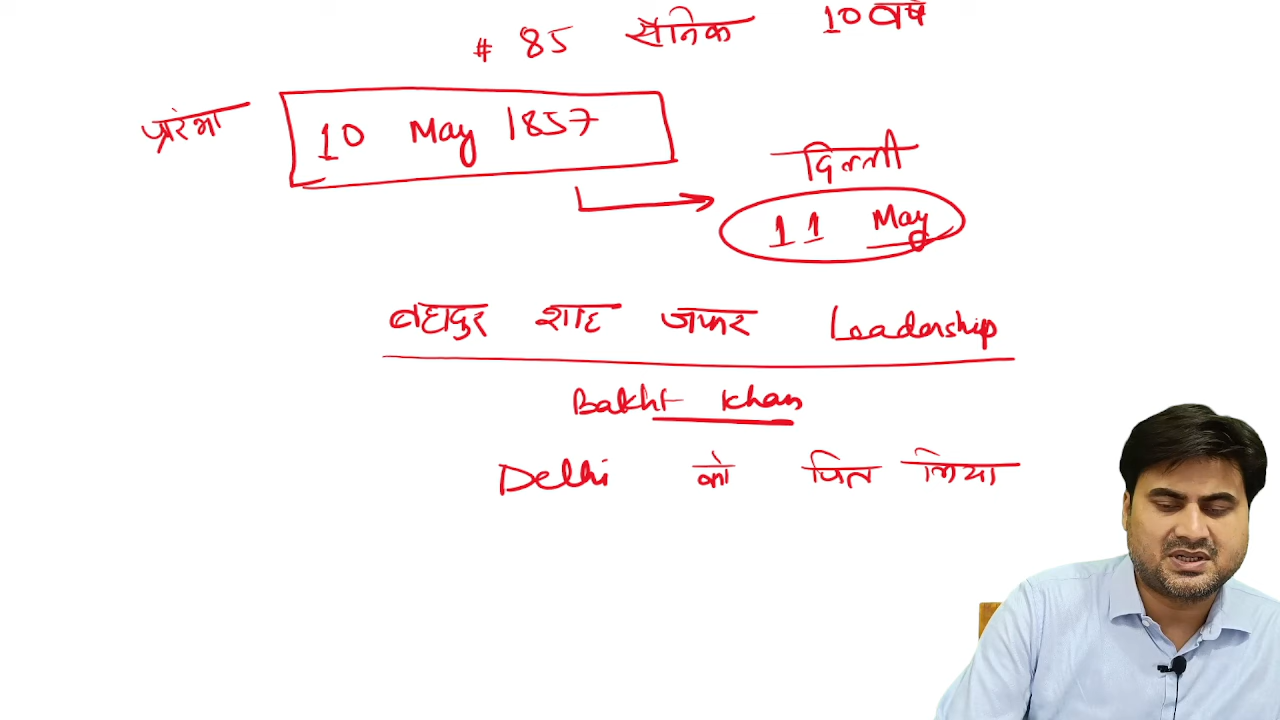 # 85 सैनिक 10 वर्ष
प्रारंभ 10 May 1857
दिल्ली
11 May
बहादुर शाह जफर Leadership
Bakht Khan
Delhi को जित लिया